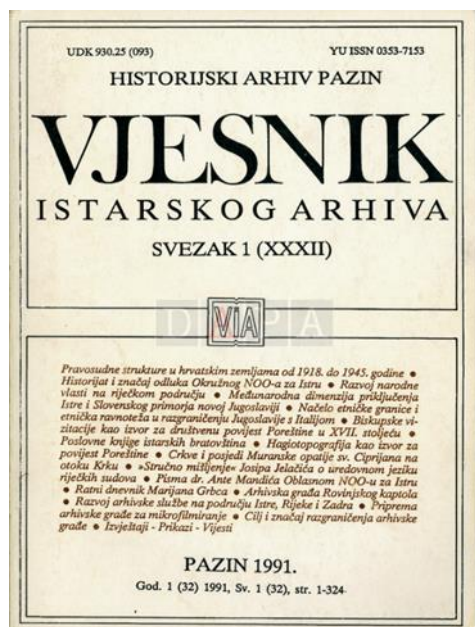 UDK 930.25 (093) YU ISSN 0353-7153
HISTORIJSKI ARHIV PAZIN
VJESNIK
ISTARSKOG ARHIVA
SVEZAK 1 (XXXII)
VIA
Pravosudne strukture u hrvatskim zemljama od 1918. do 1945. godine ●
Historijat i značaj odluka Okružnog NOO-a za Istru ● Razvoj narodne
vlasti na riječkom području ● Međunarodna dimenzija priključenja
Istre i Slovenskog primorja novoj Jugoslaviji ● Načelo etničke granice i
etnička ravnoteža u razgraničenju Jugoslavije s Italijom ● Biskupske vi-
zitacije kao izvor za društvenu povijest Poreštine u XVII. stoljeću ●
Poslovne knjige istarskih bratovština ● Hagiotopografija kao izvor za
povijest Poreštine ● Crkve i posjedi Muranske opatije sv. Ciprijana na
otoku Krku ● »Stručno mišljenje« Josipa Jelačića o uredovnom jeziku
riječkih sudova ● Pisma dr. Ante Mandića Oblasnom NOO-u za Istru
● Ratni dnevnik Marijana Grbca ● Arhivska građa Rovinjskog kaptola
● Razvoj arhivske službe na području Istre, Rijeke i Zadra ● Priprema
arhivske građe za mikrofilmiranje ● Cilj i značaj razgraničenja arhivske
građe ● Izvještaji - Prikazi - Vijesti
PAZIN 1991.
God. 1 (32) 1991, Sv. 1 (32), str. 1-324